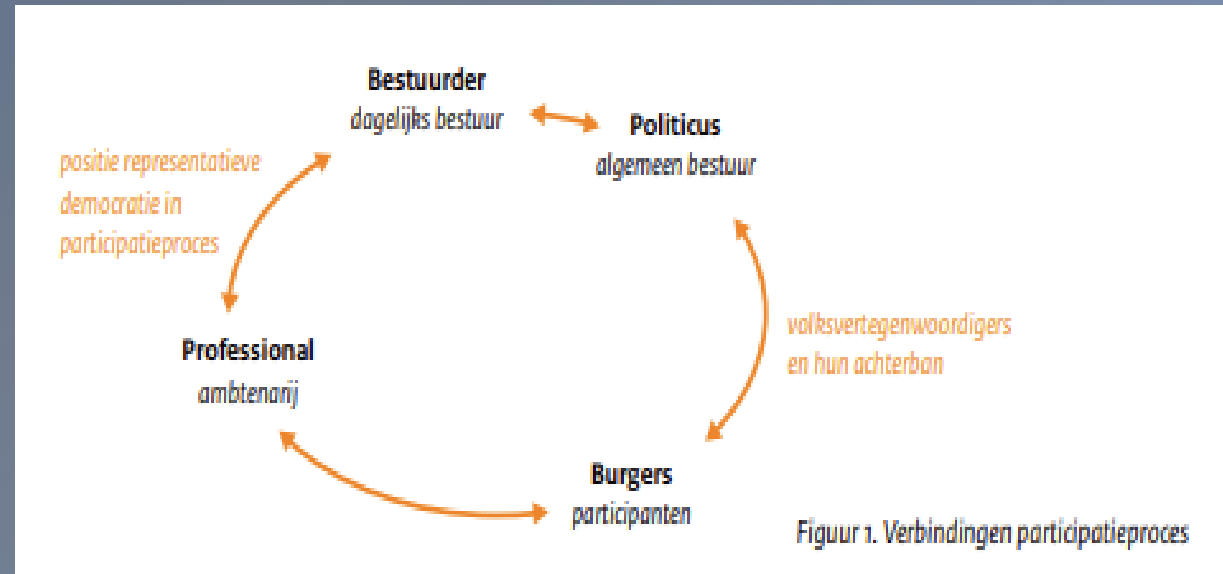 Bestuurder
dagelijks bestuur
Politicus
algemeen bestuur
positie representatieve
democratie in
participatieproces
volksvertegenwoordigers
en hun achterban
Professional
ambtenarij
Burgers
participanten
Figuur 1. Verbindingen participatieproces